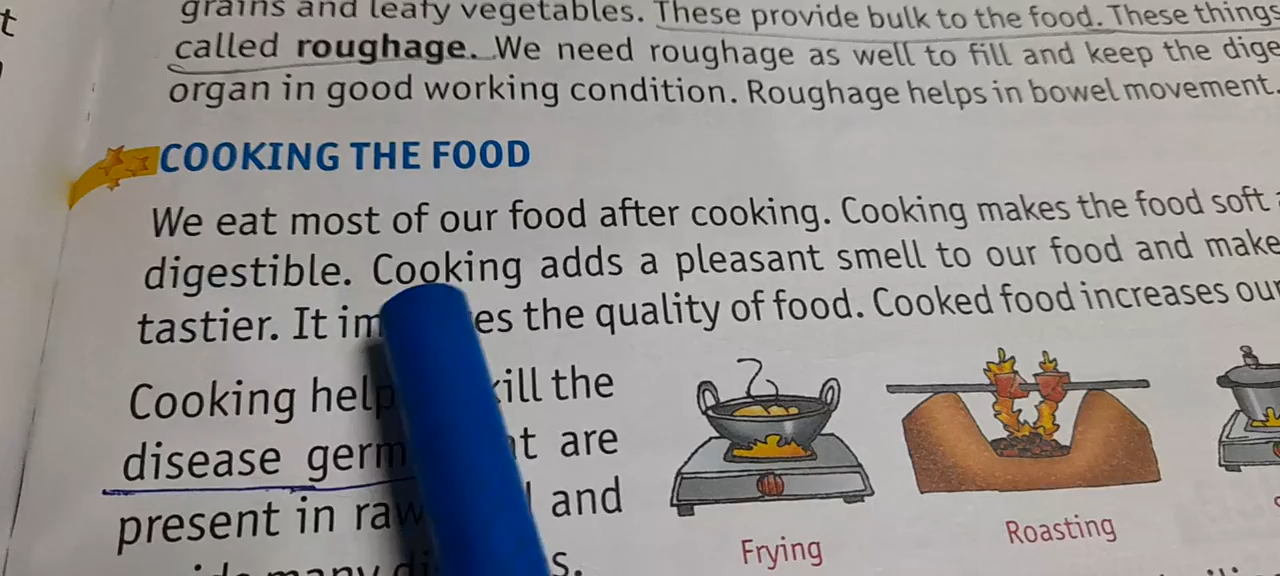 t
grains and leafy vegetables. These provide bulk to the food. These things
called roughage. We need roughage as well to fill and keep the dige
organ in good working condition. Roughage helps in bowel movement.
COOKING THE FOOD
We eat most of our food after cooking. Cooking makes the food soft
digestible. Cooking adds a pleasant smell to our food and make
tastier. It im es the quality of food. Cooked food increases our
Cooking help ill the
disease germ t are
present in raw and
many di s.
Frying
Roasting